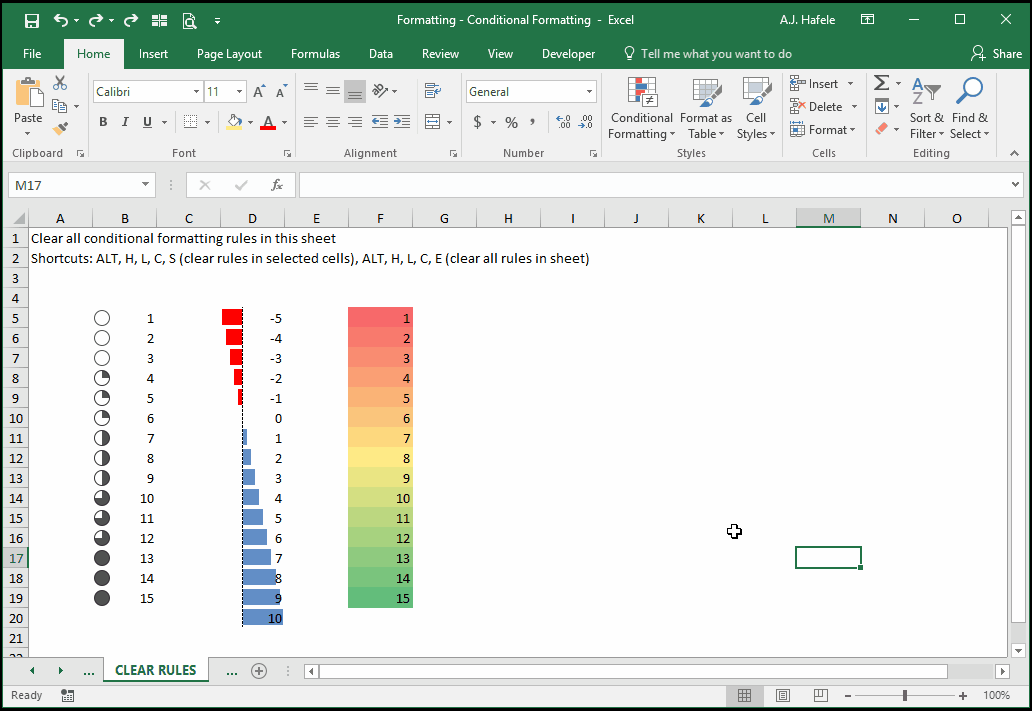 Formatting - Conditional Formatting - Excel
A.J. Hafele
File Home Insert Page Layout Formulas Data Review View Developer Tell me what you want to do Share
Paste
Calibri 11
B I U A
General
$ % ,
Conditional Formatting
Format as Table
Cell Styles
Insert
Delete
Format
Sort & Filter
Find & Select
Clipboard Font Alignment Number Styles Cells Editing
M17 fx
A B C D E F G H I J K L M N O
1 Clear all conditional formatting rules in this sheet
2 Shortcuts: ALT, H, L, C, S (clear rules in selected cells), ALT, H, L, C, E (clear all rules in sheet)
3
4
5 1 -5 1
6 2 -4 2
7 3 -3 3
8 4 -2 4
9 5 -1 5
10 6 0 6
11 7 1 7
12 8 2 8
13 9 3 9
14 10 4 10
15 11 5 11
16 12 6 12
17 13 7 13
18 14 8 14
19 15 9 15
20 10
21
22
... CLEAR RULES ...
Ready 100%